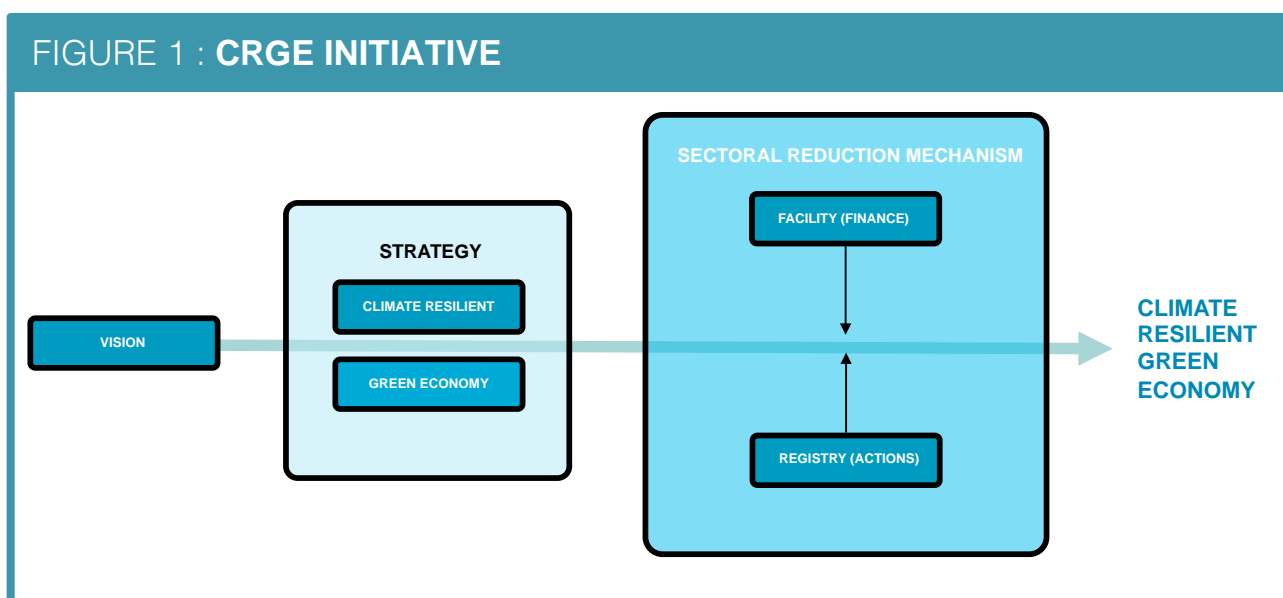 FIGURE 1 : CRGE INITIATIVE
VISION
STRATEGY
CLIMATE RESILIENT
GREEN ECONOMY
SECTORAL REDUCTION MECHANISM
FACILITY (FINANCE)
REGISTRY (ACTIONS)
CLIMATE
RESILIENT
GREEN
ECONOMY